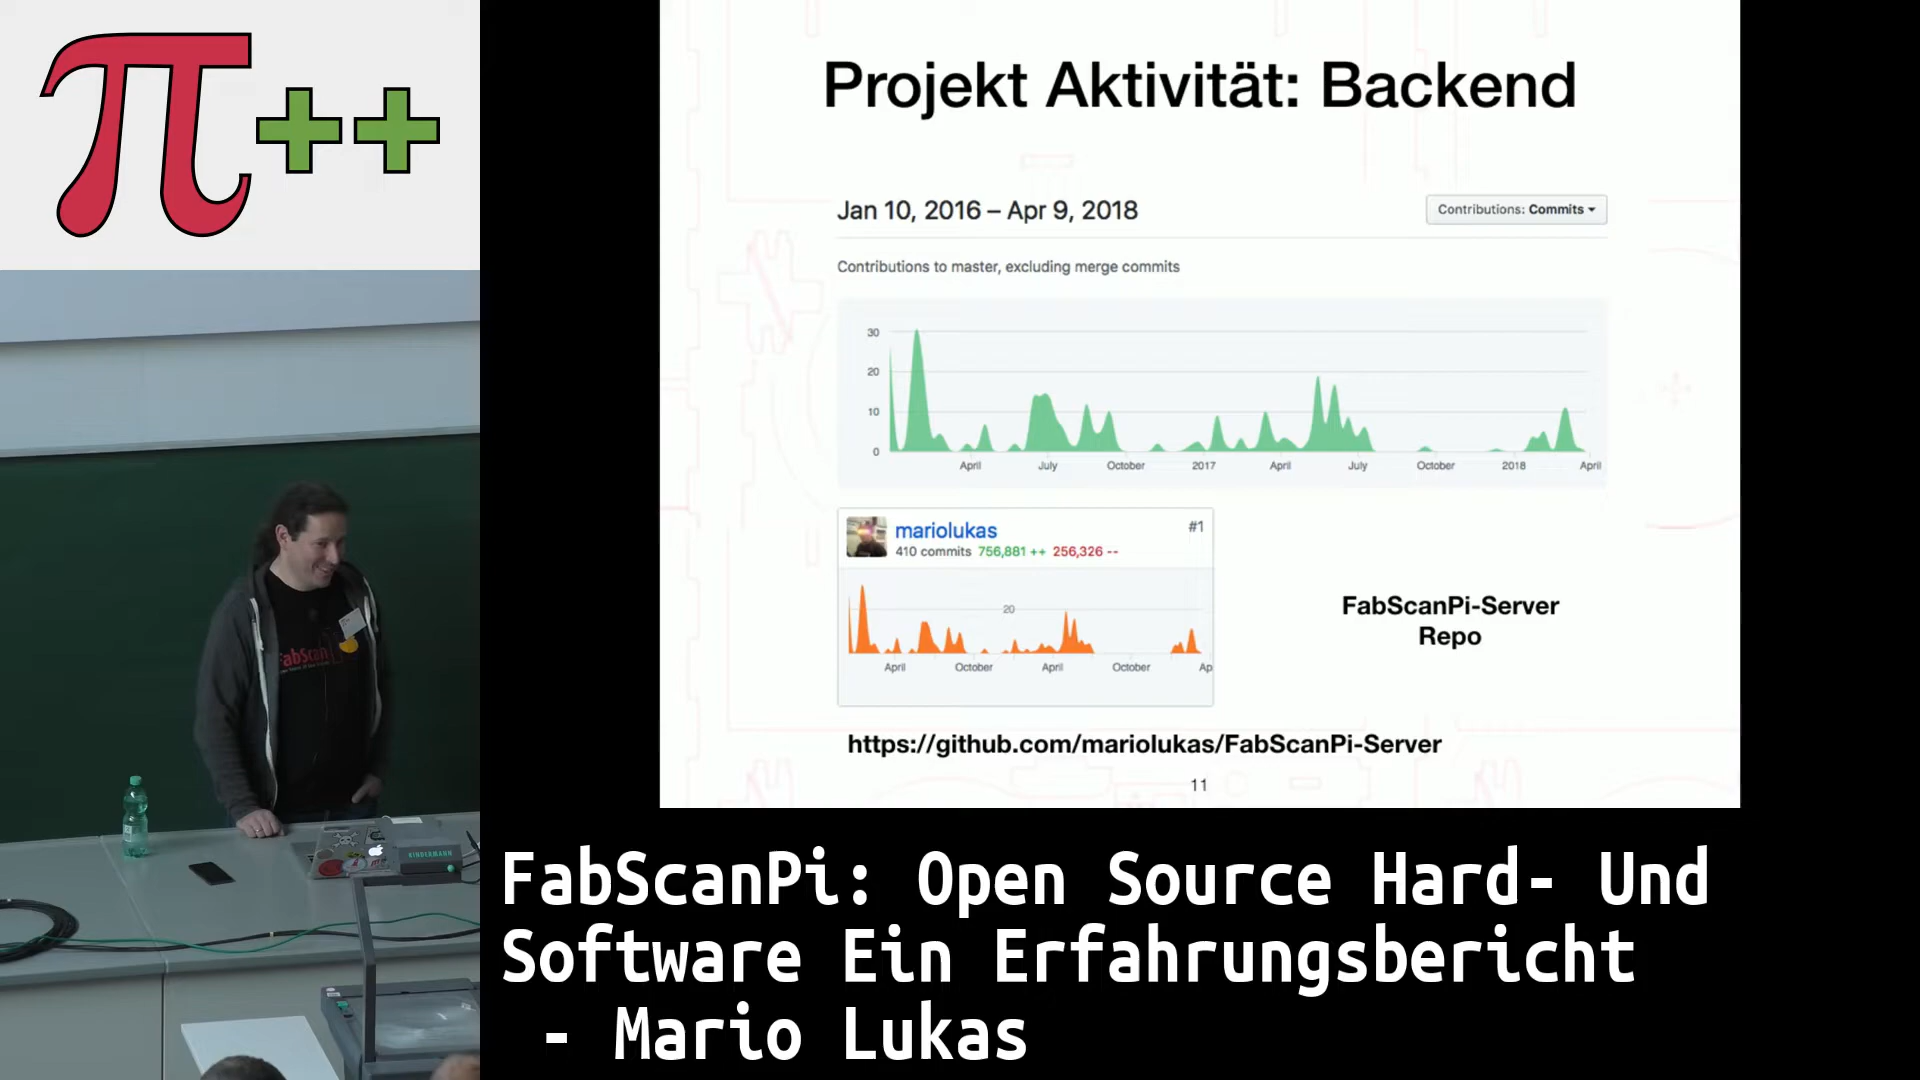 π++
Projekt Aktivität: Backend
Jan 10, 2016 – Apr 9, 2018
Contributions: Commits
Contributions to master, excluding merge commits
30
20
10
0
April July October 2017 April July October 2018 April
mariolukas #1
410 commits 756,881 ++ 256,326 --
20
April October April October Ap
FabScanPi-Server
Repo
https://github.com/mariolukas/FabScanPi-Server
11
FabScan
KINDERMANN
FabScanPi: Open Source Hard- Und
Software Ein Erfahrungsbericht
- Mario Lukas